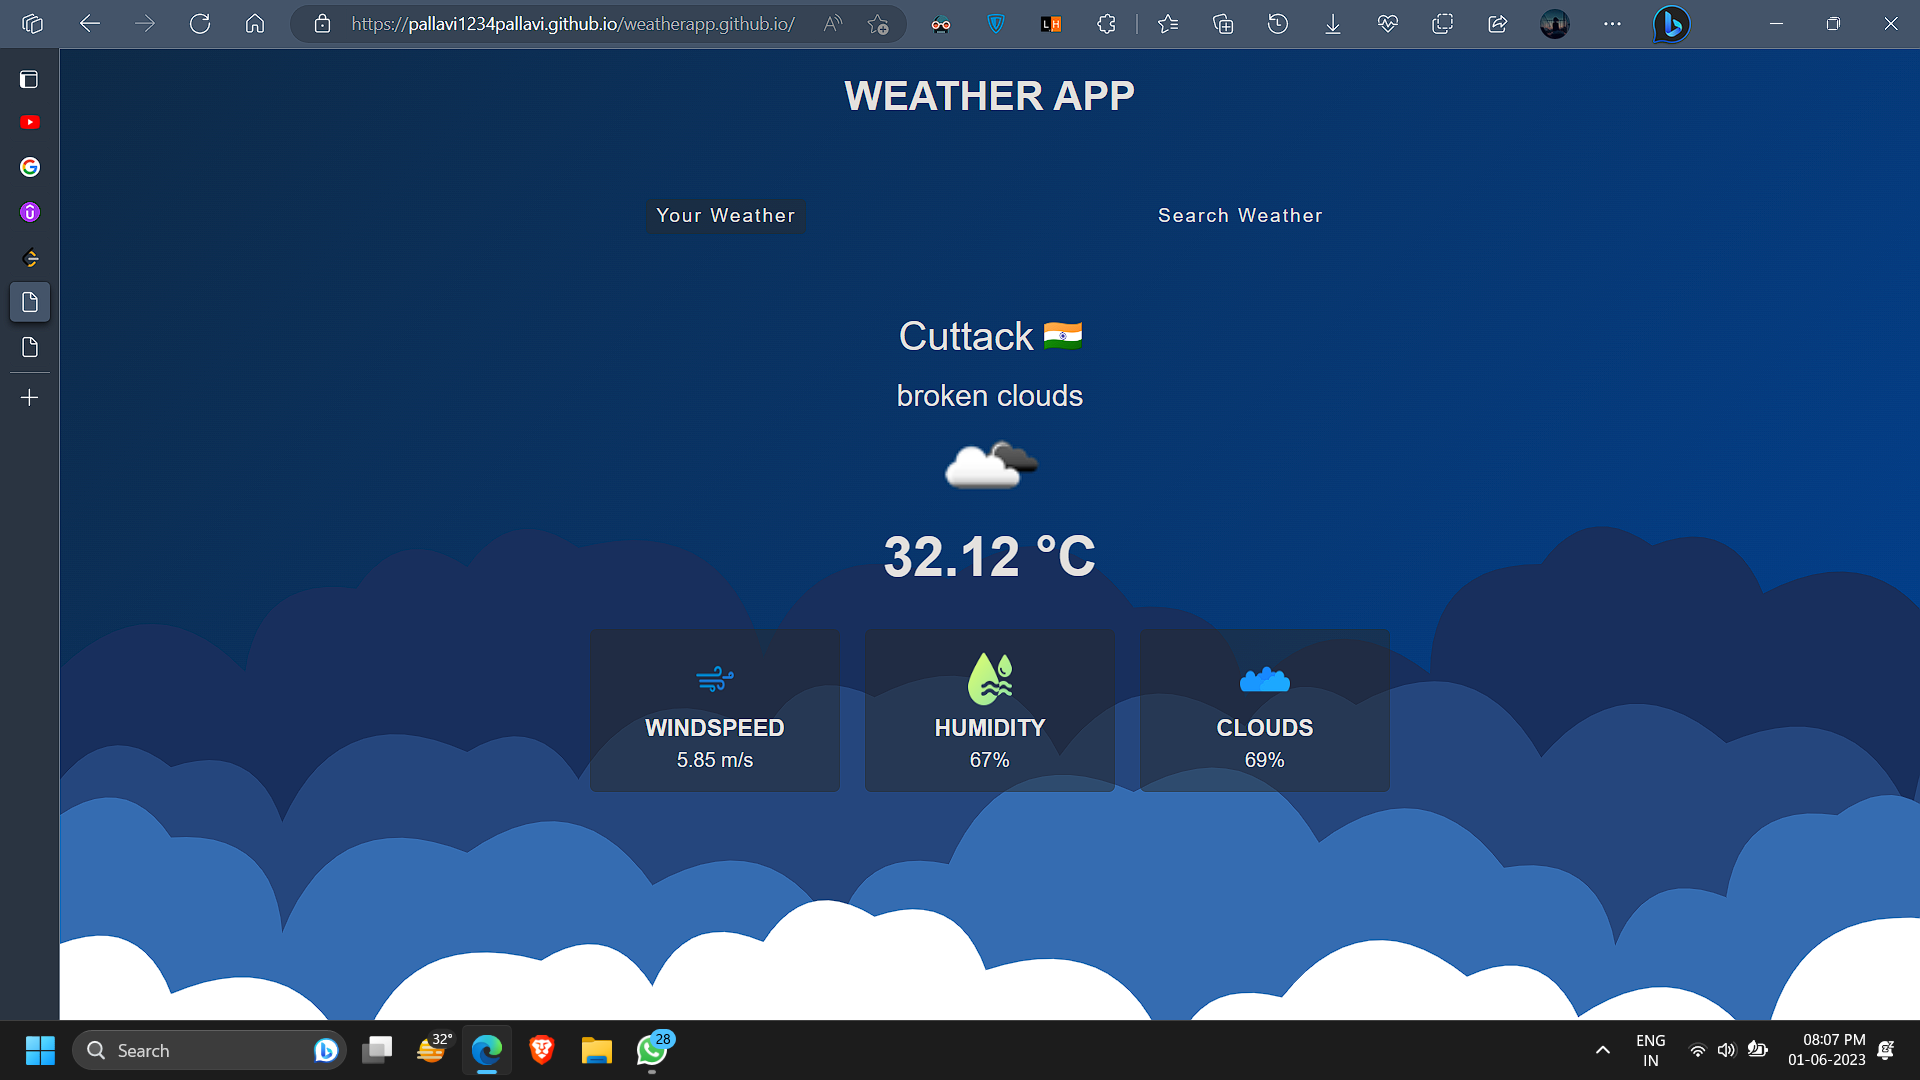 https://pallavi1234pallavi.github.io/weatherapp.github.io/
WEATHER APP
Your Weather
Search Weather
Cuttack
broken clouds
32.12 °C
WINDSPEED
5.85 m/s
HUMIDITY
67%
CLOUDS
69%
Search
32°
28
ENG
IN
08:07 PM
01-06-2023